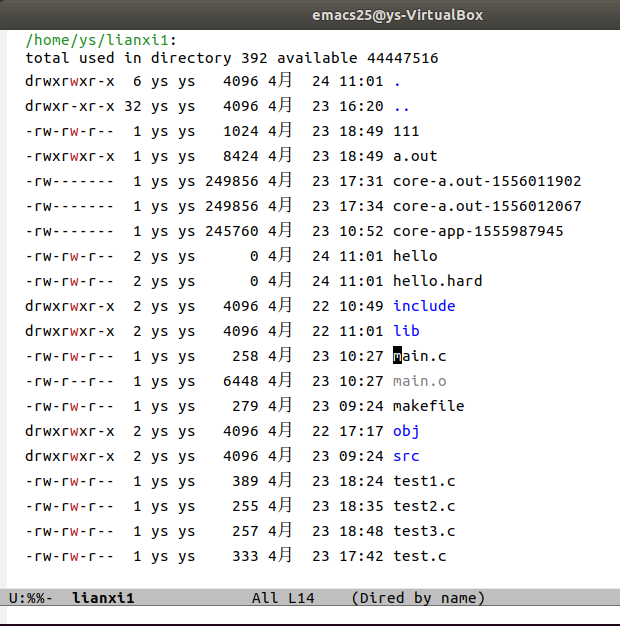 emacs25@ys-VirtualBox
/home/ys/lianxi1:
total used in directory 392 available 44447516
drwxrwxr-x  6 ys ys   4096 4月  24 11:01 .
drwxr-xr-x 32 ys ys   4096 4月  23 16:20 ..
-rw-rw-r--  1 ys ys   1024 4月  23 18:49 111
-rwxrwxr-x  1 ys ys   8424 4月  23 18:49 a.out
-rw-------  1 ys ys 249856 4月  23 17:31 core-a.out-1556011902
-rw-------  1 ys ys 249856 4月  23 17:34 core-a.out-1556012067
-rw-------  1 ys ys 245760 4月  23 10:52 core-app-1555987945
-rw-rw-r--  2 ys ys      0 4月  24 11:01 hello
-rw-rw-r--  2 ys ys      0 4月  24 11:01 hello.hard
drwxrwxr-x  2 ys ys   4096 4月  22 10:49 include
drwxrwxr-x  2 ys ys   4096 4月  22 11:01 lib
-rw-rw-r--  1 ys ys    258 4月  23 10:27 main.c
-rw-r--r--  1 ys ys   6448 4月  23 10:27 main.o
-rw-rw-r--  1 ys ys    279 4月  23 09:24 makefile
drwxrwxr-x  2 ys ys   4096 4月  22 17:17 obj
drwxrwxr-x  2 ys ys   4096 4月  23 09:24 src
-rw-rw-r--  1 ys ys    389 4月  23 18:24 test1.c
-rw-rw-r--  1 ys ys    255 4月  23 18:35 test2.c
-rw-rw-r--  1 ys ys    257 4月  23 18:48 test3.c
-rw-rw-r--  1 ys ys    333 4月  23 17:42 test.c
U:%%-  lianxi1             All L14    (Dired by name)